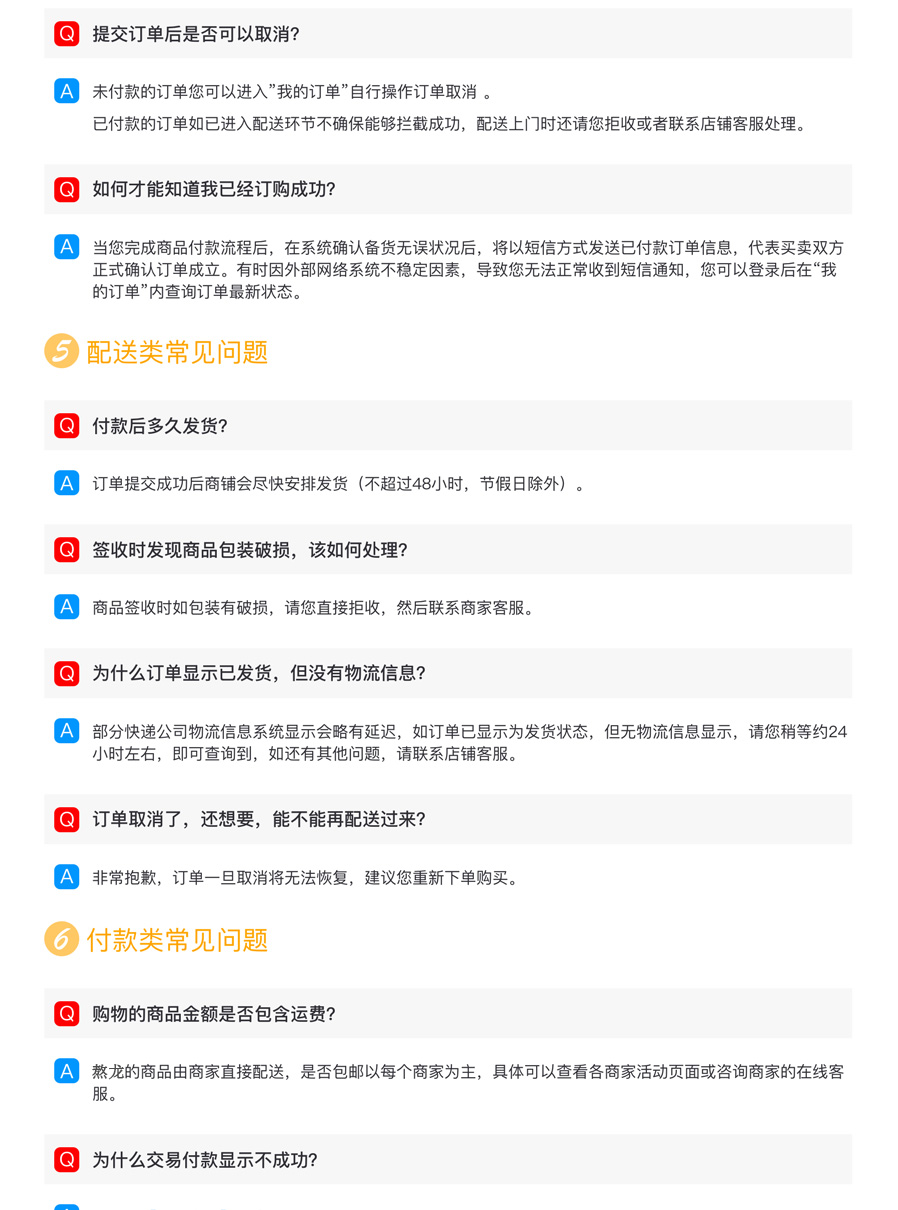 Q 提交订单后是否可以取消?
A 未付款的订单您可以进入”我的订单”自行操作订单取消 。
已付款的订单如已进入配送环节不确保能够拦截成功，配送上门时还请您拒收或者联系店铺客服处理。
Q 如何才能知道我已经订购成功?
A 当您完成商品付款流程后，在系统确认备货无误状况后，将以短信方式发送已付款订单信息，代表买卖双方
正式确认订单成立。有时因外部网络系统不稳定因素，导致您无法正常收到短信通知，您可以登录后在“我
的订单”内查询订单最新状态。
5 配送类常见问题
Q 付款后多久发货?
A 订单提交成功后商铺会尽快安排发货（不超过48小时，节假日除外）。
Q 签收时发现商品包装破损，该如何处理?
A 商品签收时如包装有破损，请您直接拒收，然后联系商家客服。
Q 为什么订单显示已发货，但没有物流信息?
A 部分快递公司物流信息系统显示会略有延迟，如订单已显示为发货状态，但无物流信息显示，请您稍等约24
小时左右，即可查询到，如还有其他问题，请联系店铺客服。
Q 订单取消了，还想要，能不能再配送过来?
A 非常抱歉，订单一旦取消将无法恢复，建议您重新下单购买。
6 付款类常见问题
Q 购物的商品金额是否包含运费?
A 熬龙的商品由商家直接配送，是否包邮以每个商家为主，具体可以查看各商家活动页面或咨询商家的在线客
服。
Q 为什么交易付款显示不成功?